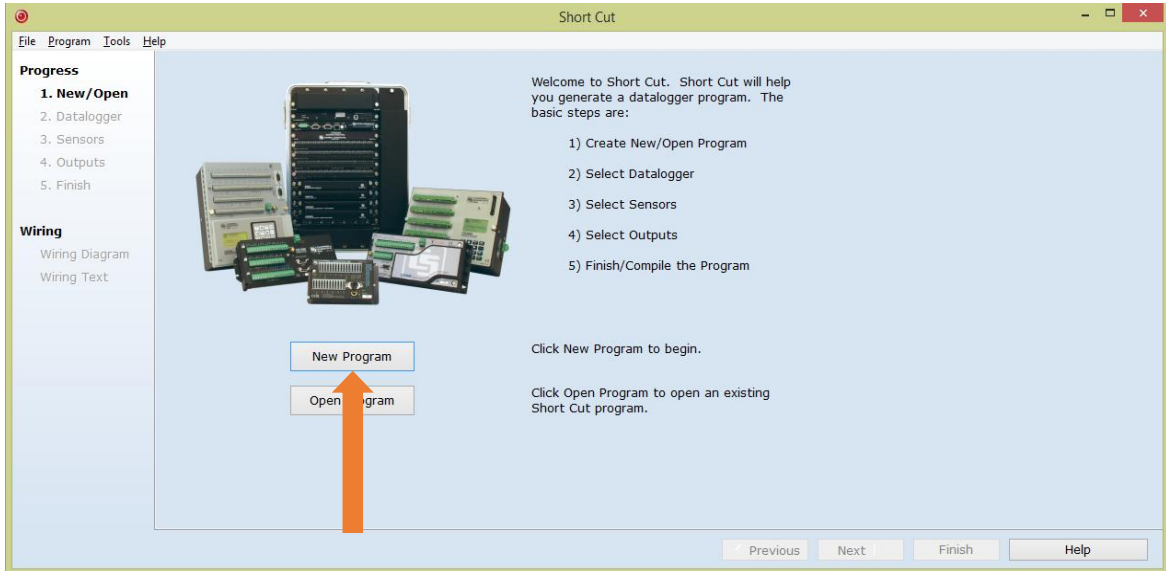 Short Cut
File Program Tools Help
Progress
1. New/Open
2. Datalogger
3. Sensors
4. Outputs
5. Finish
Wiring
Wiring Diagram
Wiring Text
Welcome to Short Cut. Short Cut will help
you generate a datalogger program. The
basic steps are:
1) Create New/Open Program
2) Select Datalogger
3) Select Sensors
4) Select Outputs
5) Finish/Compile the Program
New Program
Click New Program to begin.
Open
Click Open Program to open an existing
Short Cut program.
Previous Next Finish Help